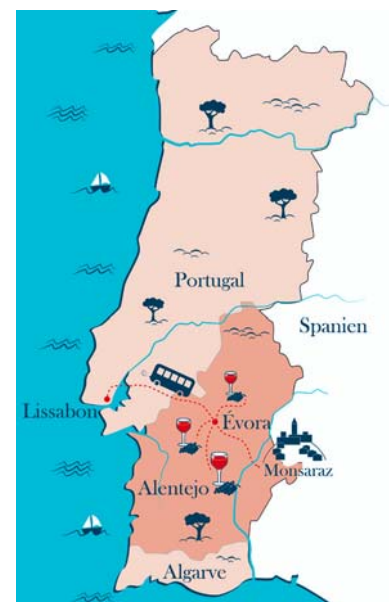 Portugal
Spanien
Lissabon
Évora
Monsaraz
Alentejo
Algarve